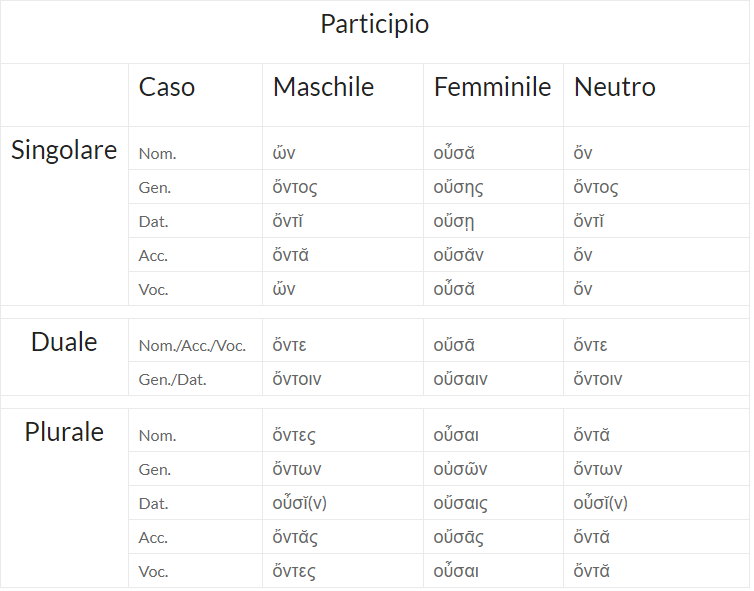 Participio
Caso Maschile Femminile Neutro
Singolare Nom. ὤν οὖσᾰ ὄν
Gen. ὄντος οὔσης ὄντος
Dat. ὄντῐ οὔσῃ ὄντῐ
Acc. ὄντᾰ οὔσᾰν ὄν
Voc. ὤν οὖσᾰ ὄν
Duale Nom./Acc./Voc. ὄντε οὔσᾱ ὄντε
Gen./Dat. ὄντοιν οὔσαιν ὄντοιν
Plurale Nom. ὄντες οὖσαι ὄντᾰ
Gen. ὄντων οὐσῶν ὄντων
Dat. οὖσῐ(ν) οὔσαις οὖσῐ(ν)
Acc. ὄντᾰς οὔσᾱς ὄντᾰ
Voc. ὄντες οὖσαι ὄντᾰ